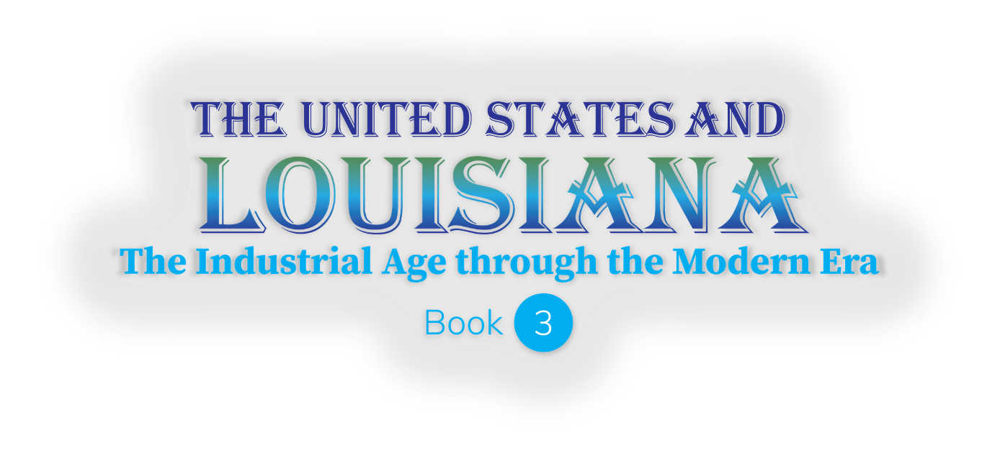 THE UNITED STATES AND
LOUISIANA
The Industrial Age through the Modern Era
Book 3